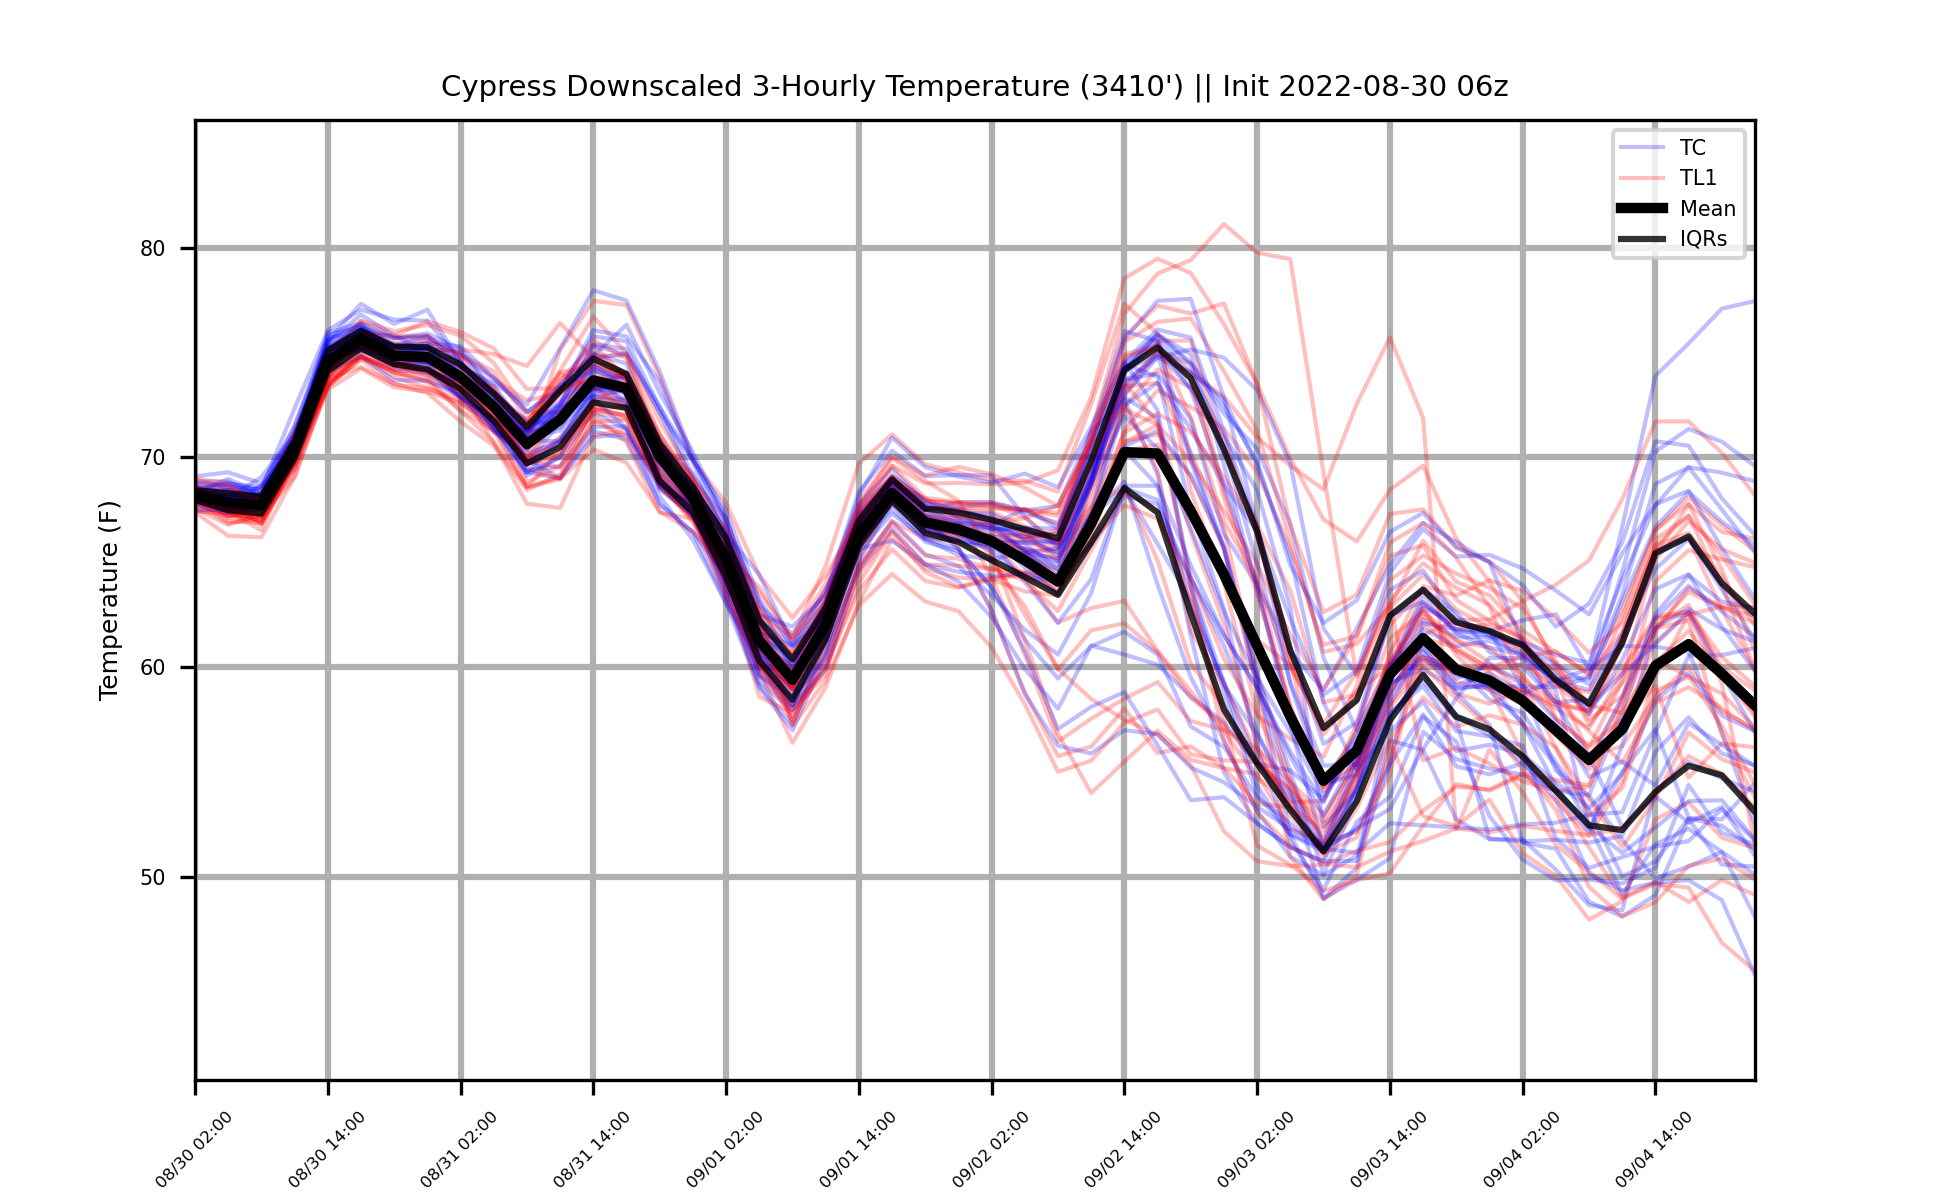 Cypress Downscaled 3-Hourly Temperature (3410') || Init 2022-08-30 06z
TC
TL1
Mean
IQRs
Temperature (F)
80
70
60
50
08/30 02:00
08/30 14:00
08/31 02:00
08/31 14:00
09/01 02:00
09/01 14:00
09/02 02:00
09/02 14:00
09/03 02:00
09/03 14:00
09/04 02:00
09/04 14:00